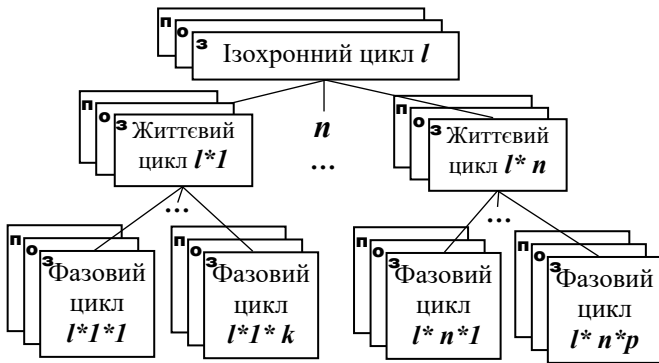 П
О
З
Ізохронний цикл l
П
О
З
Життєвий
цикл l*1
n
...
П
О
З
Життєвий
цикл l* n
...
...
П
О
З
Фазовий
цикл
l*1*1
П
О
З
Фазовий
цикл
l*1* k
П
О
З
Фазовий
цикл
l* n*1
П
О
З
Фазовий
цикл
l* n*p